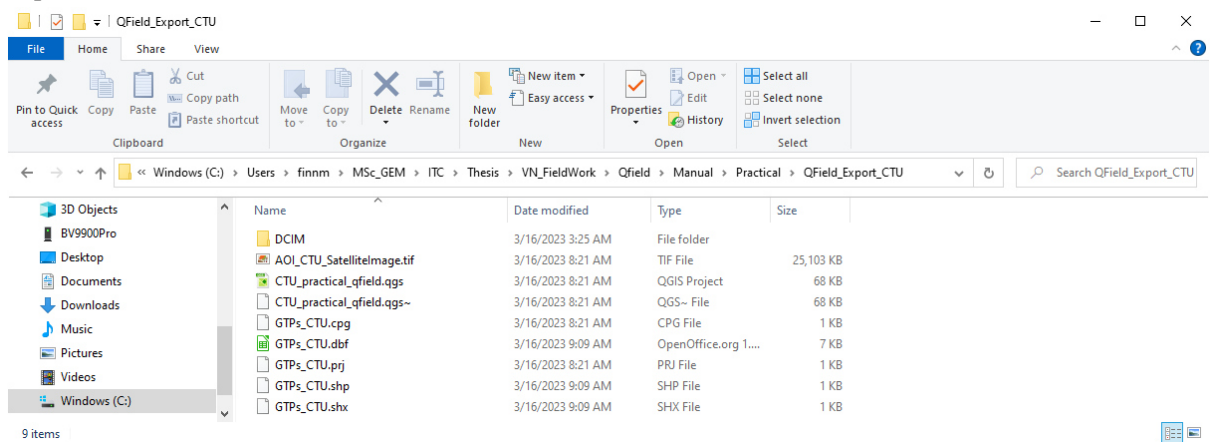 QField_Export_CTU
File Home Share View
Pin to Quick access
Copy
Paste
Cut
Copy path
Paste shortcut
Clipboard
Move to
Copy to
Delete
Rename
Organize
New folder
New item
Easy access
New
Properties
Open
Edit
History
Open
Select all
Select none
Invert selection
Select
« Windows (C:) › Users › finnm › MSc_GEM › ITC › Thesis › VN_FieldWork › Qfield › Manual › Practical › QField_Export_CTU
Search QField_Export_CTU
3D Objects
BV9900Pro
Desktop
Documents
Downloads
Music
Pictures
Videos
Windows (C:)
Name Date modified Type Size
DCIM 3/16/2023 3:25 AM File folder
AOI_CTU_SatelliteImage.tif 3/16/2023 8:21 AM TIF File 25,103 KB
CTU_practical_qfield.qgs 3/16/2023 8:21 AM QGIS Project 68 KB
CTU_practical_qfield.qgs~ 3/16/2023 8:21 AM QGS~ File 68 KB
GTPs_CTU.cpg 3/16/2023 8:21 AM CPG File 1 KB
GTPs_CTU.dbf 3/16/2023 9:09 AM OpenOffice.org 1.... 7 KB
GTPs_CTU.prj 3/16/2023 8:21 AM PRJ File 1 KB
GTPs_CTU.shp 3/16/2023 9:09 AM SHP File 1 KB
GTPs_CTU.shx 3/16/2023 9:09 AM SHX File 1 KB
9 items